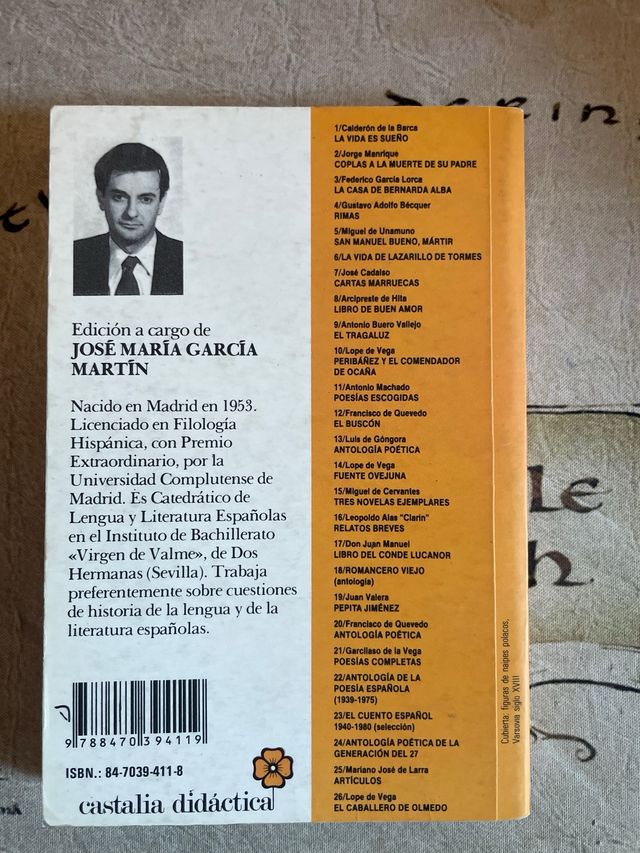 Edición a cargo de
JOSÉ MARÍA GARCÍA
MARTÍN
Nacido en Madrid en 1953.
Licenciado en Filología
Hispánica, con Premio
Extraordinario, por la
Universidad Complutense de
Madrid. Es Catedrático de
Lengua y Literatura Españolas
en el Instituto de Bachillerato
«Virgen de Valme», de Dos
Hermanas (Sevilla). Trabaja
preferentemente sobre cuestiones
de historia de la lengua y de la
literatura españolas.
9 788470 394119
ISBN.: 84-7039-411-8
castalia didáctica
1/Calderón de la Barca
LA VIDA ES SUEÑO
2/Jorge Manrique
COPLAS A LA MUERTE DE SU PADRE
3/Federico García Lorca
LA CASA DE BERNARDA ALBA
4/Gustavo Adolfo Bécquer
RIMAS
5/Miguel de Unamuno
SAN MANUEL BUENO, MÁRTIR
6/LA VIDA DE LAZARILLO DE TORMES
7/José Cadalso
CARTAS MARRUECAS
8/Arcipreste de Hita
LIBRO DE BUEN AMOR
9/Antonio Buero Vallejo
EL TRAGALUZ
10/Lope de Vega
PERIBÁÑEZ Y EL COMENDADOR
DE OCAÑA
11/Antonio Machado
POESÍAS ESCOGIDAS
12/Francisco de Quevedo
EL BUSCÓN
13/Luis de Góngora
ANTOLOGÍA POÉTICA
14/Lope de Vega
FUENTE OVEJUNA
15/Miguel de Cervantes
TRES NOVELAS EJEMPLARES
16/Leopoldo Alas "Clarín"
RELATOS BREVES
17/Don Juan Manuel
LIBRO DEL CONDE LUCANOR
18/ROMANCERO VIEJO
(antología)
19/Juan Valera
PEPITA JIMÉNEZ
20/Francisco de Quevedo
ANTOLOGÍA POÉTICA
21/Garcilaso de la Vega
POESÍAS COMPLETAS
22/ANTOLOGÍA DE LA
POESÍA ESPAÑOLA
(1939-1975)
23/EL CUENTO ESPAÑOL
1940-1980 (selección)
24/ANTOLOGÍA POÉTICA DE LA
GENERACIÓN DEL 27
25/Mariano José de Larra
ARTÍCULOS
26/Lope de Vega
EL CABALLERO DE OLMEDO
Cubierta: figuras de naipes polacos,
Varsovia siglo XVIII